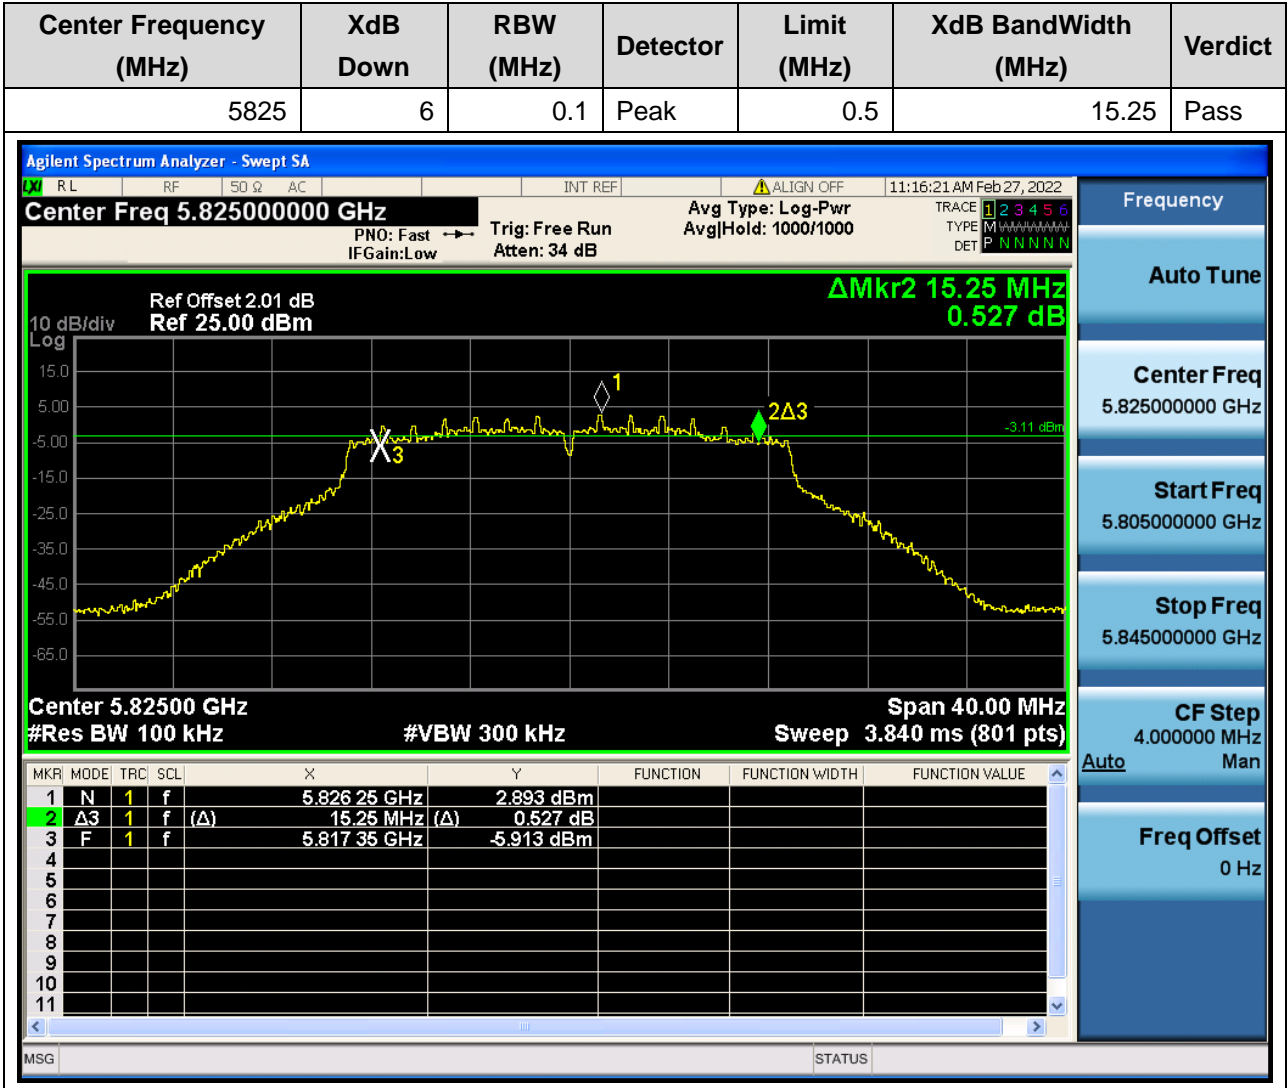 Center Frequency (MHz) XdB Down RBW (MHz) Detector Limit (MHz) XdB BandWidth (MHz) Verdict
5825 6 0.1 Peak 0.5 15.25 Pass
Agilent Spectrum Analyzer - Swept SA
LXI RL RF 50 Ω AC INT REF ALIGN OFF 11:16:21 AM Feb 27, 2022
Center Freq 5.825000000 GHz
PNO: Fast
IFGain:Low
Trig: Free Run
Atten: 34 dB
Avg Type: Log-Pwr
Avg|Hold: 1000/1000
TRACE 1 2 3 4 5 6
TYPE M
DET P N N N N N
Ref Offset 2.01 dB
Ref 25.00 dBm
10 dB/div
Log
ΔMkr2 15.25 MHz
0.527 dB
15.0
5.00
-5.00
-15.0
-25.0
-35.0
-45.0
-55.0
-65.0
1
2Δ3
3
-3.11 dBm
Center 5.82500 GHz
Span 40.00 MHz
#Res BW 100 kHz
#VBW 300 kHz
Sweep 3.840 ms (801 pts)
MKR MODE TRC SCL X Y FUNCTION FUNCTION WIDTH FUNCTION VALUE
1 N 1 f 5.826 25 GHz 2.893 dBm
2 Δ3 1 f (Δ) 15.25 MHz (Δ) 0.527 dB
3 F 1 f 5.817 35 GHz -5.913 dBm
4
5
6
7
8
9
10
11
MSG
STATUS
Frequency
Auto Tune
Center Freq
5.825000000 GHz
Start Freq
5.805000000 GHz
Stop Freq
5.845000000 GHz
CF Step
4.000000 MHz
Auto Man
Freq Offset
0 Hz